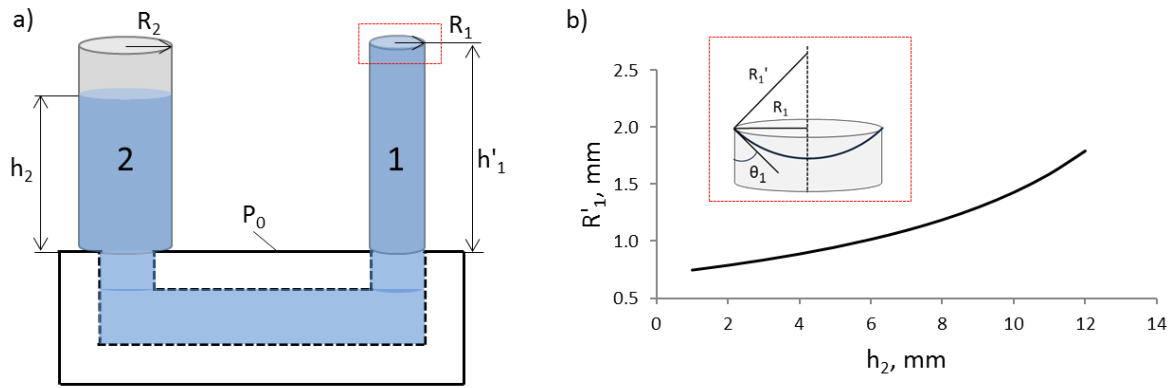 a)
R₂
R₁
h₂
2
1
h'₁
P₀
b)
R'₁, mm
2.5
2.0
1.5
1.0
0.5
R₁'
R₁
θ₁
0 2 4 6 8 10 12 14
h₂, mm